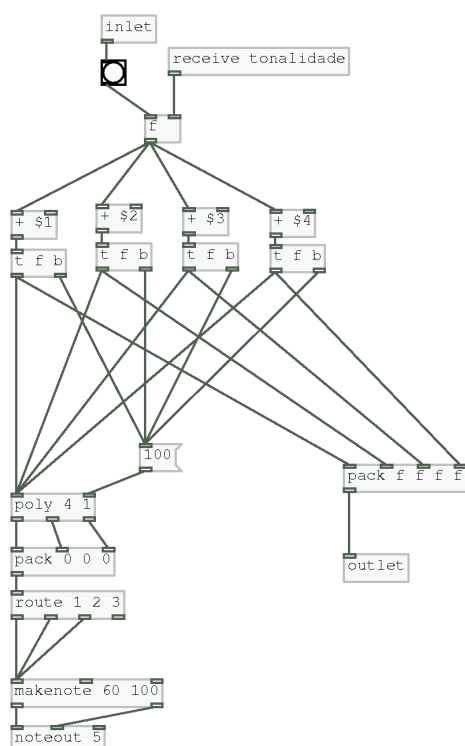 inlet
receive tonalidade
f
+ $1
+ $2
+ $3
+ $4
t f b
t f b
t f b
t f b
100
pack f f f f
poly 4 1
pack 0 0 0
outlet
route 1 2 3
makenote 60 100
noteout 5